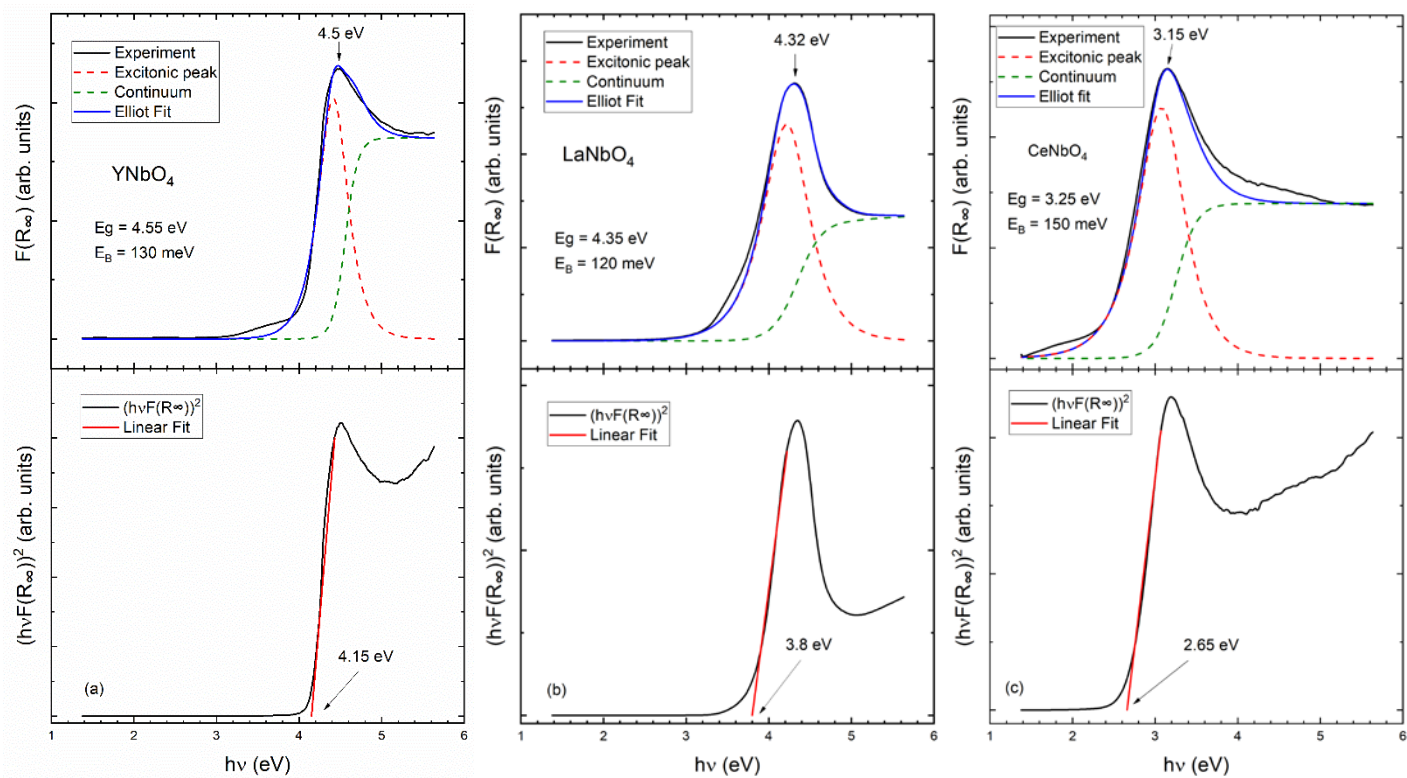 4.5 eV
Experiment
Excitonic peak
Continuum
Elliot Fit
YNbO₄
Eg = 4.55 eV
E_B = 130 meV
F(R∞) (arb. units)
(hνF(R∞))²
Linear Fit
4.15 eV
(a)
(hνF(R∞))² (arb. units)
1 2 3 4 5 6
hν (eV)
4.32 eV
Experiment
Excitonic peak
Continuum
Elliot Fit
LaNbO₄
Eg = 4.35 eV
E_B = 120 meV
F(R∞) (arb. units)
(hνF(R∞))²
Linear Fit
3.8 eV
(b)
(hνF(R∞))² (arb. units)
1 2 3 4 5 6
hν (eV)
3.15 eV
Experiment
Excitonic peak
Continuum
Elliot fit
CeNbO₄
Eg = 3.25 eV
E_B = 150 meV
F(R∞) (arb. units)
(hνF(R∞))²
Linear Fit
2.65 eV
(c)
(hνF(R∞))² (arb. units)
1 2 3 4 5 6
hν (eV)